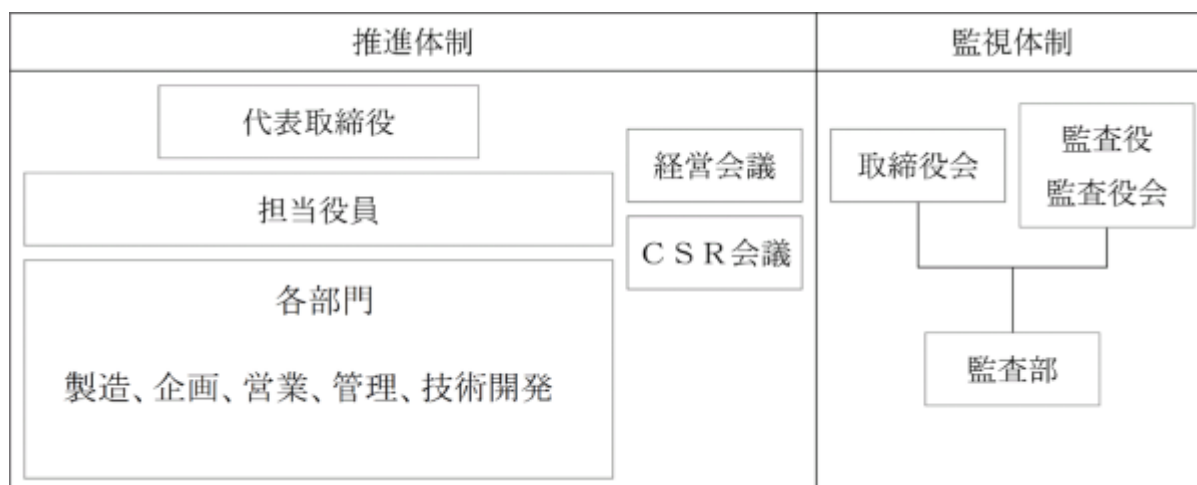 推進体制
監視体制
代表取締役
担当役員
経営会議
ＣＳＲ会議
各部門
製造、企画、営業、管理、技術開発
取締役会
監査役
監査役会
監査部